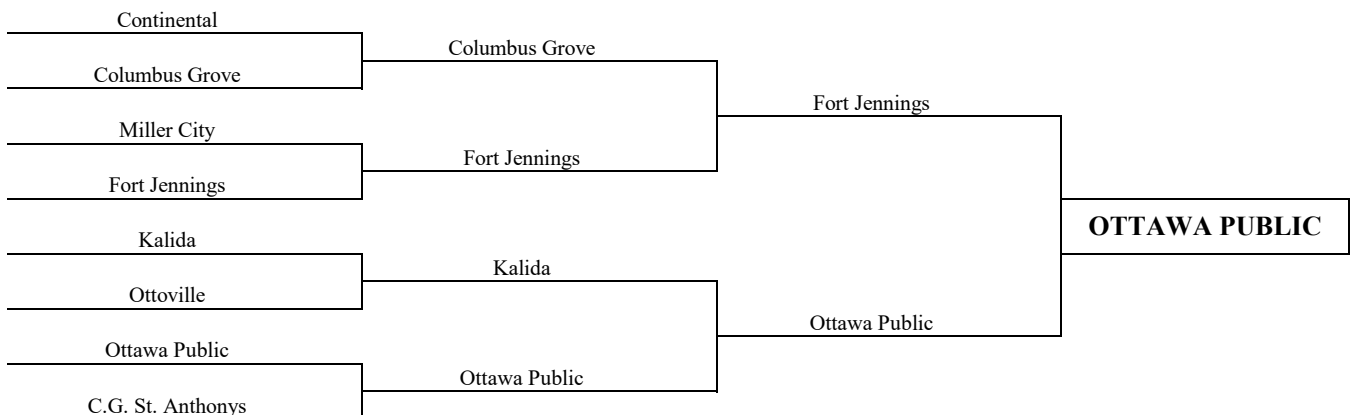 Continental
Columbus Grove
Columbus Grove
Fort Jennings
Miller City
Fort Jennings
Fort Jennings
OTTAWA PUBLIC
Kalida
Kalida
Ottoville
Ottawa Public
Ottawa Public
Ottawa Public
C.G. St. Anthonys